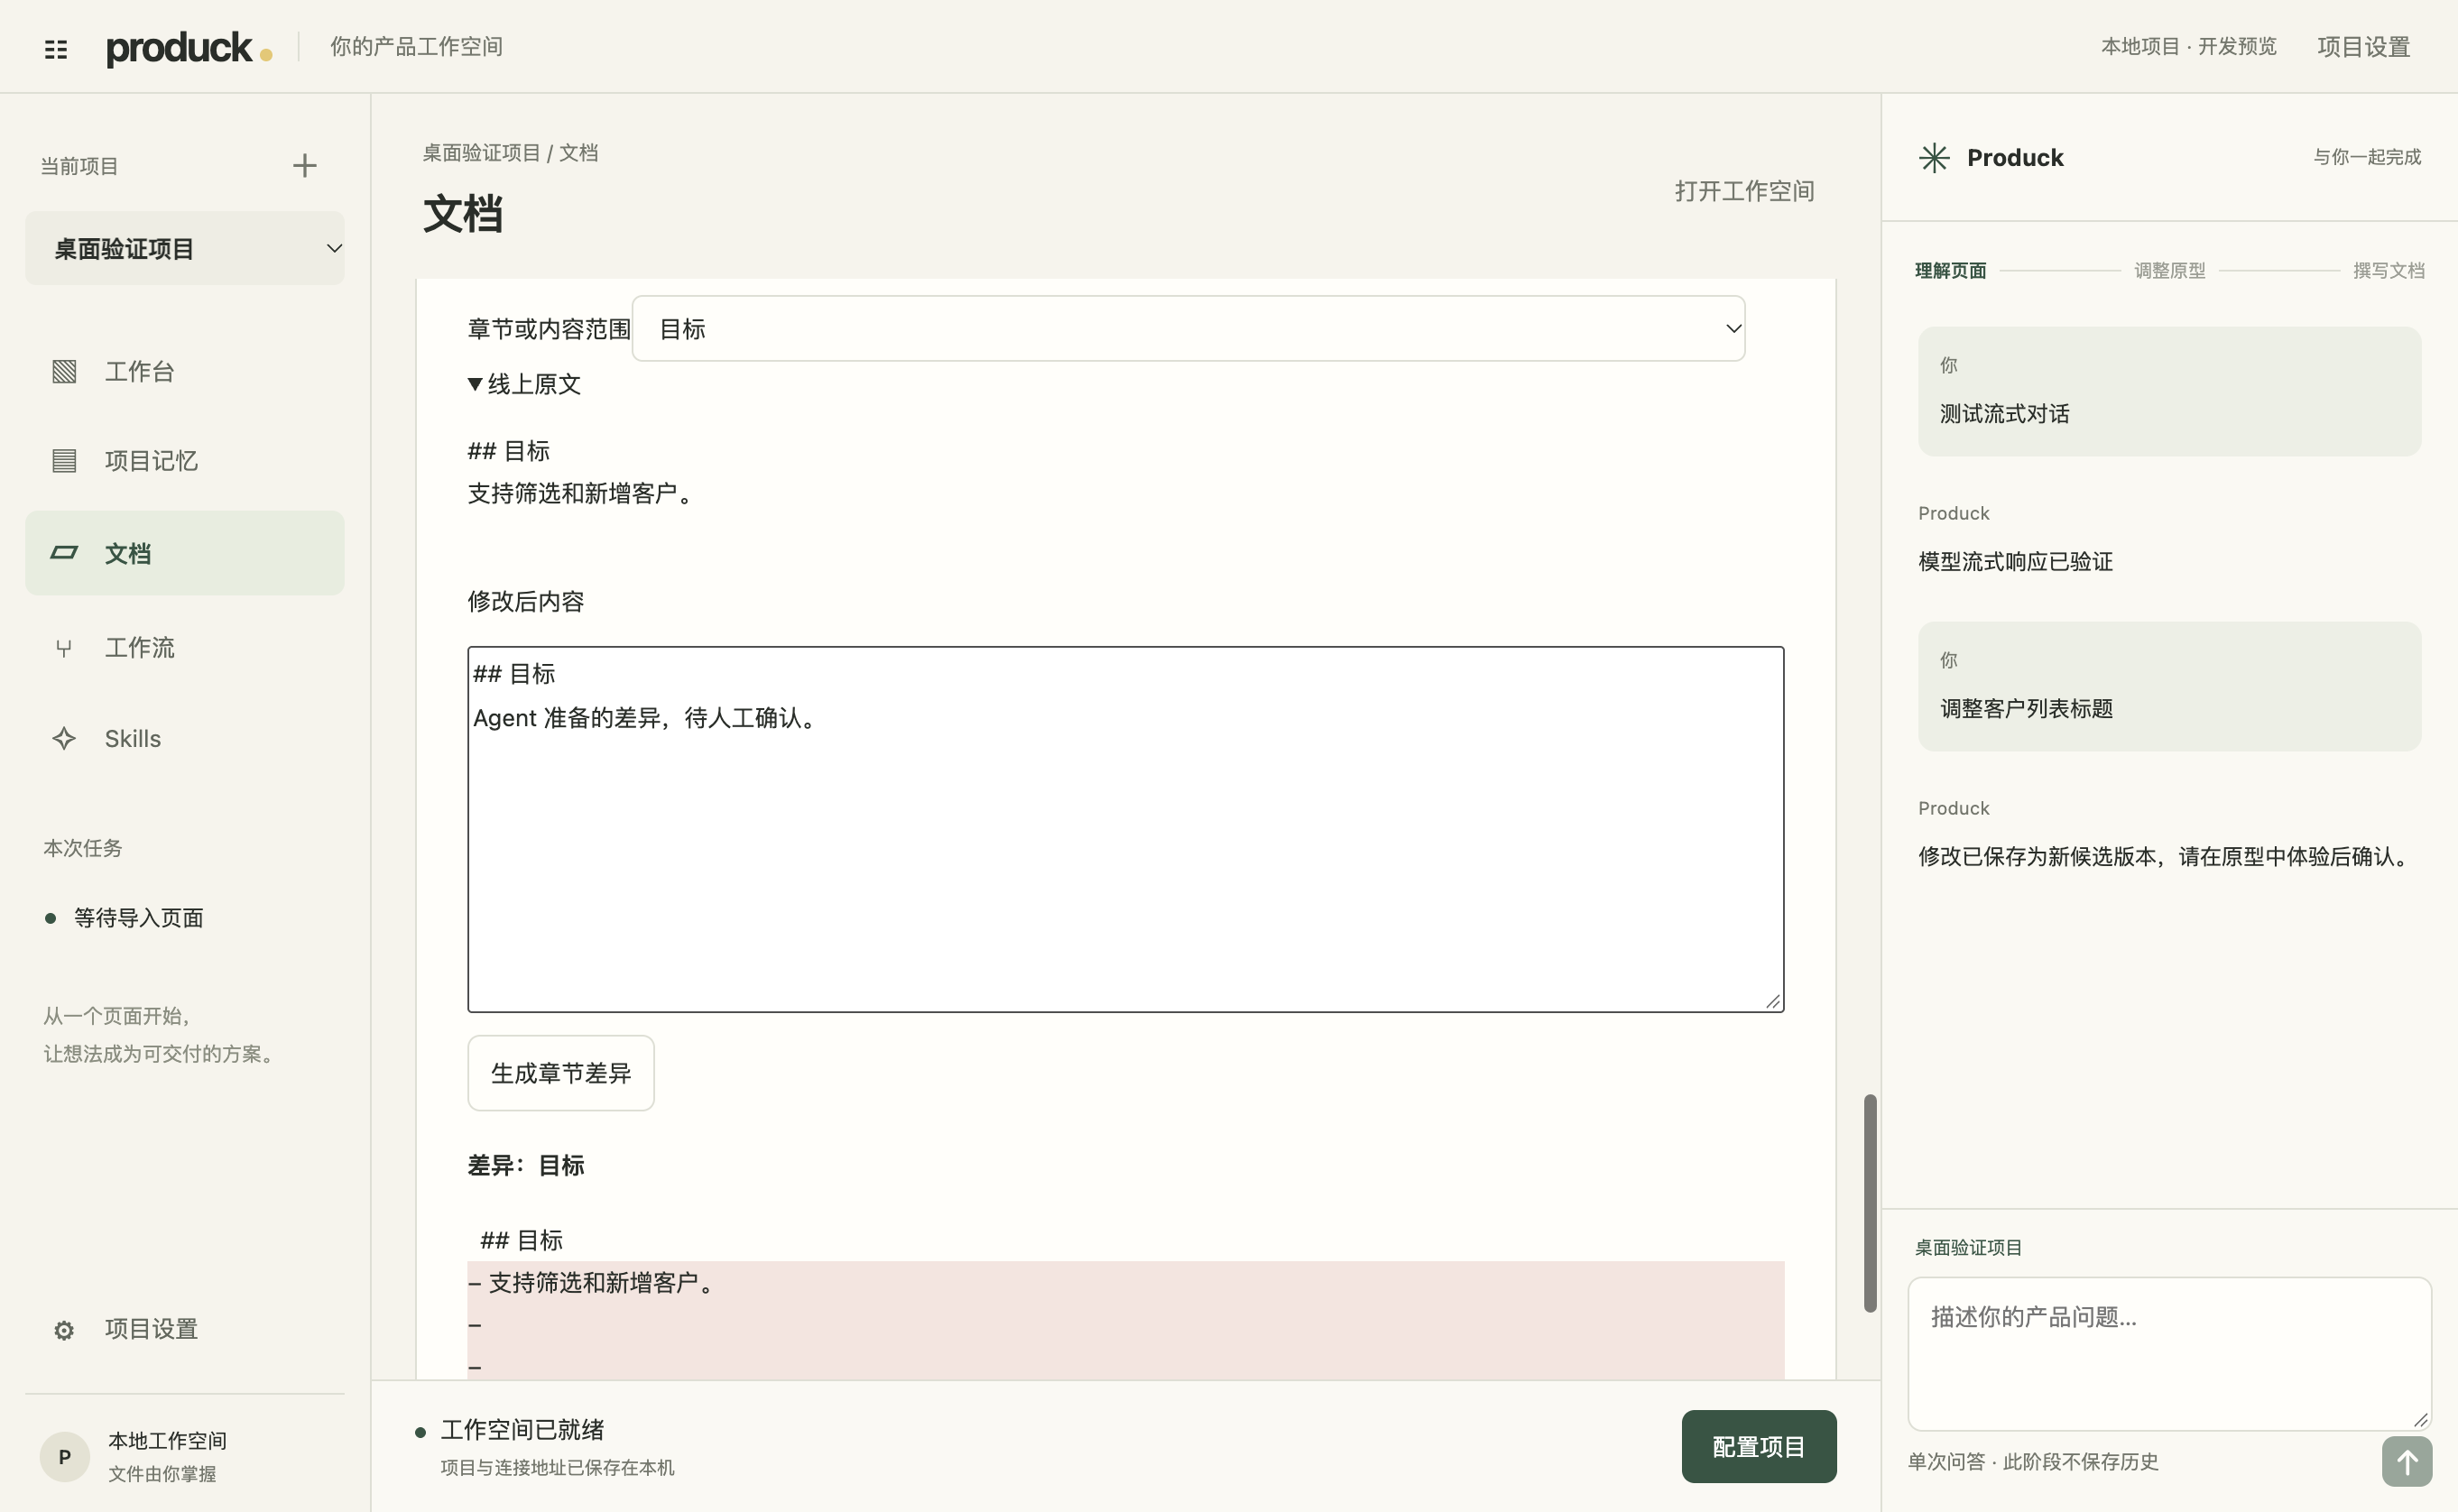 produck
你的产品工作空间
本地项目 · 开发预览
项目设置
当前项目
桌面验证项目
工作台
项目记忆
文档
工作流
Skills
本次任务
等待导入页面
从一个页面开始，
让想法成为可交付的方案。
项目设置
P
本地工作空间
文件由你掌握
桌面验证项目 / 文档
文档
打开工作空间
章节或内容范围
目标
线上原文
## 目标
支持筛选和新增客户。
修改后内容
## 目标
Agent 准备的差异，待人工确认。
生成章节差异
差异：目标
## 目标
– 支持筛选和新增客户。
–
–
工作空间已就绪
项目与连接地址已保存在本机
配置项目
Produck
与你一起完成
理解页面
调整原型
撰写文档
你
测试流式对话
Produck
模型流式响应已验证
你
调整客户列表标题
Produck
修改已保存为新候选版本，请在原型中体验后确认。
桌面验证项目
描述你的产品问题...
单次问答 · 此阶段不保存历史